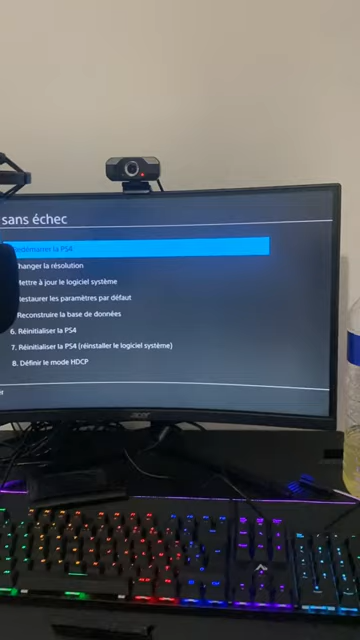 sans échec
Redémarrer la PS4
Changer la résolution
Mettre à jour le logiciel système
Restaurer les paramètres par défaut
Reconstruire la base de données
6. Réinitialiser la PS4
7. Réinitialiser la PS4 (réinstaller le logiciel système)
8. Définir le mode HDCP
acer